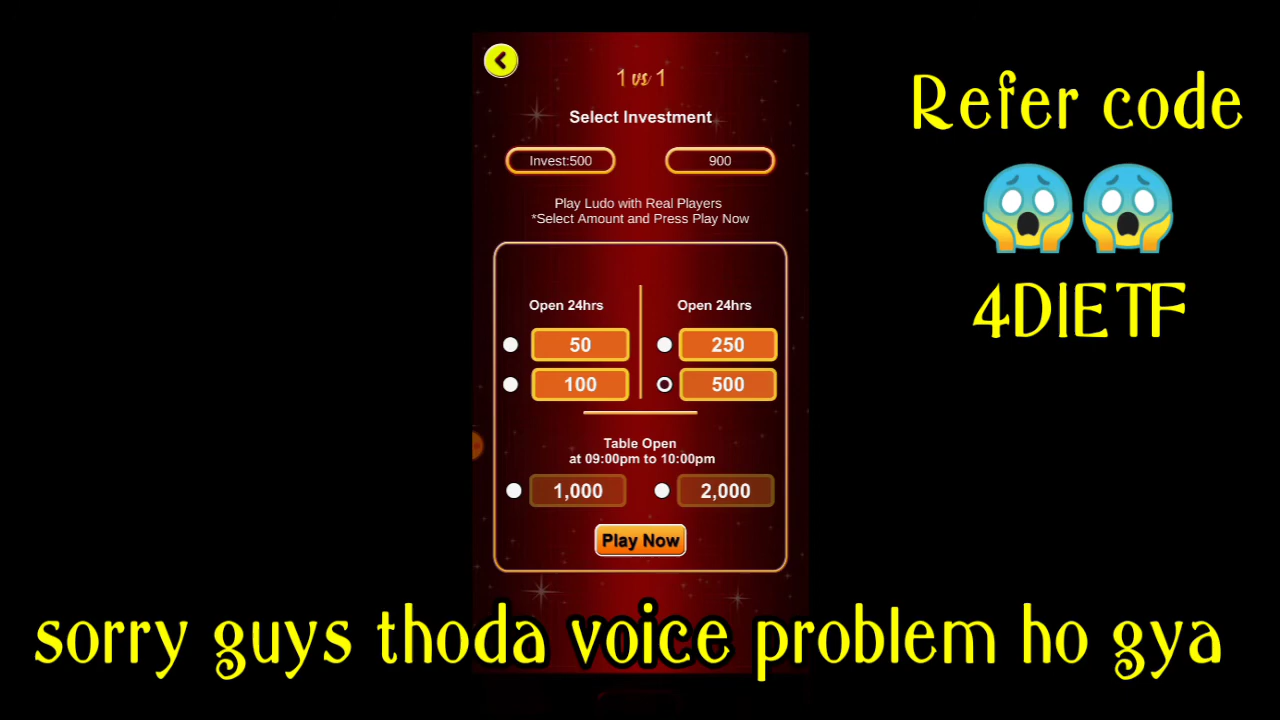 1 vs 1
Select Investment
Invest:500
900
Play Ludo with Real Players
*Select Amount and Press Play Now
Open 24hrs
Open 24hrs
50
250
100
500
Table Open
at 09:00pm to 10:00pm
1,000
2,000
Play Now
Refer code
4DIETF
sorry guys thoda voice problem ho gya